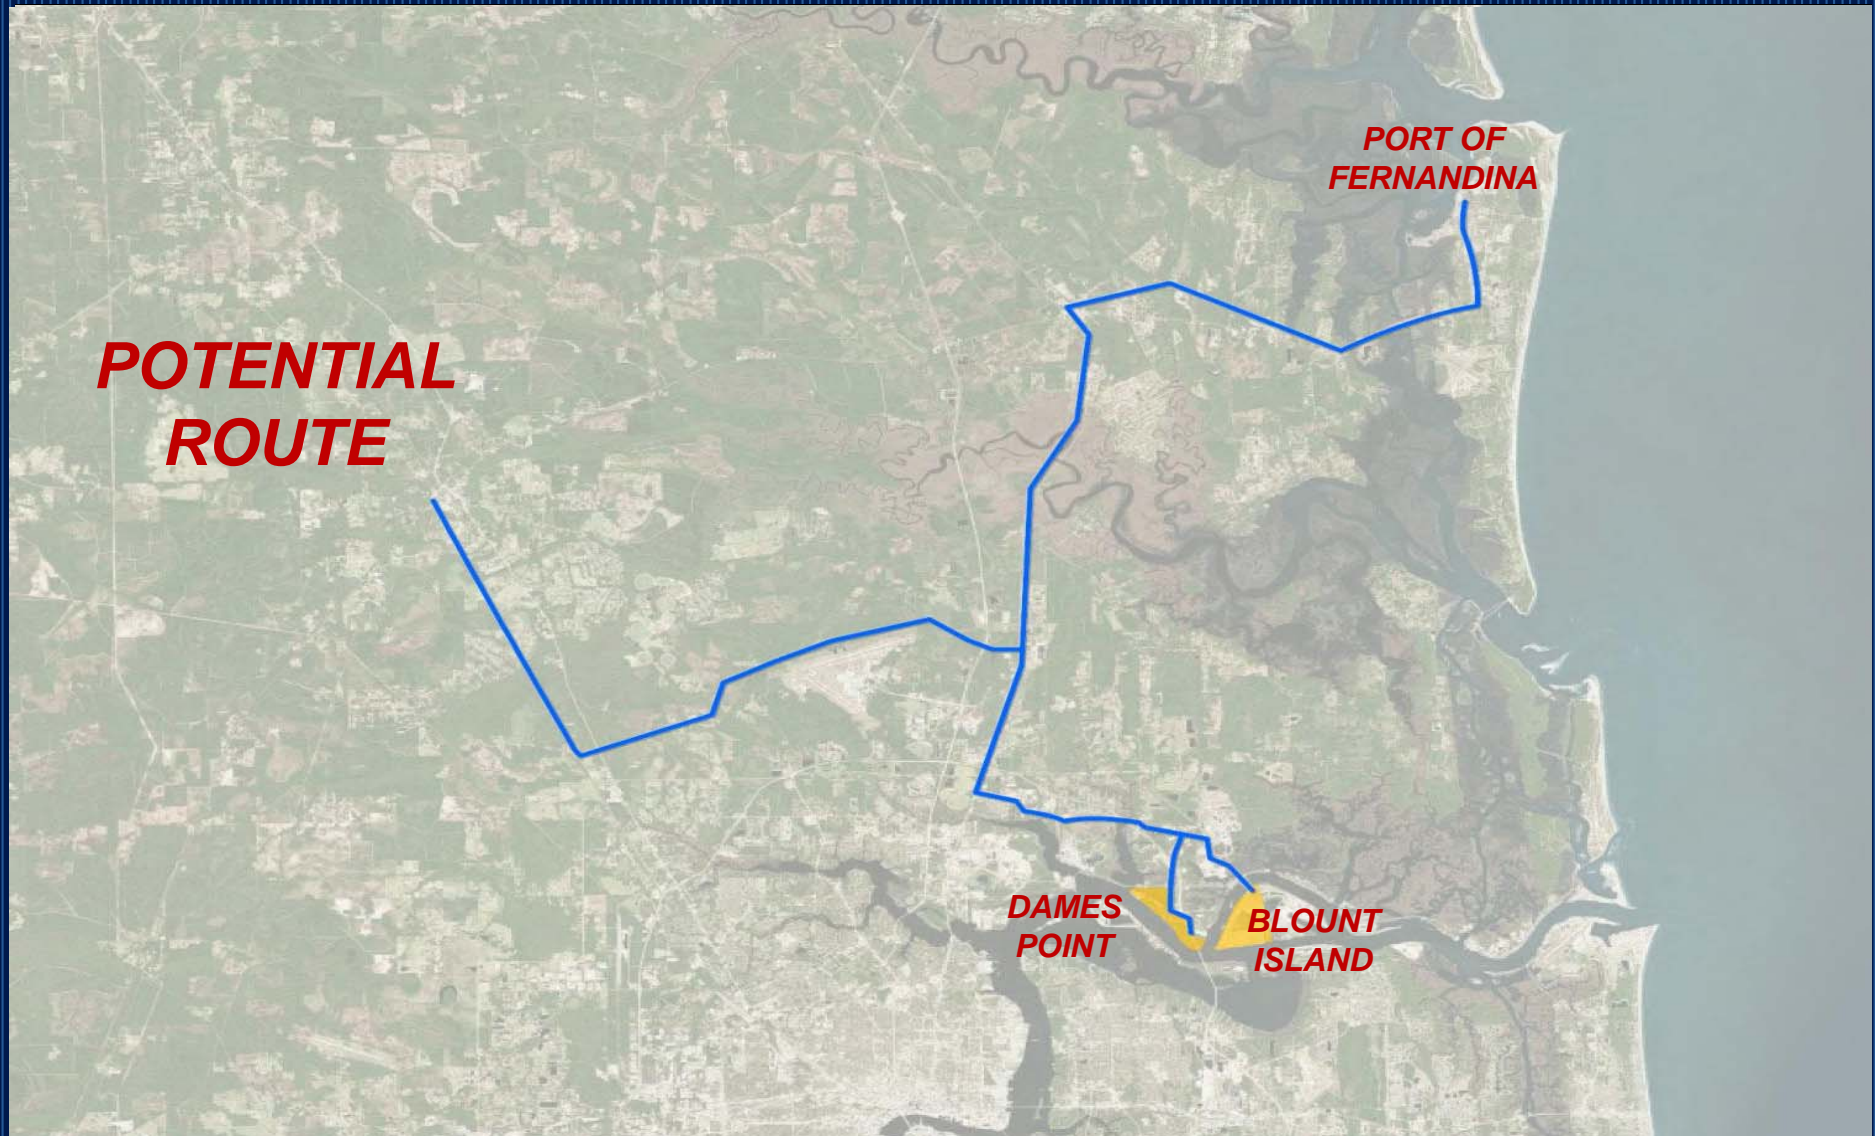 PORT OF
FERNANDINA
POTENTIAL
ROUTE
DAMES
POINT
BLOUNT
ISLAND